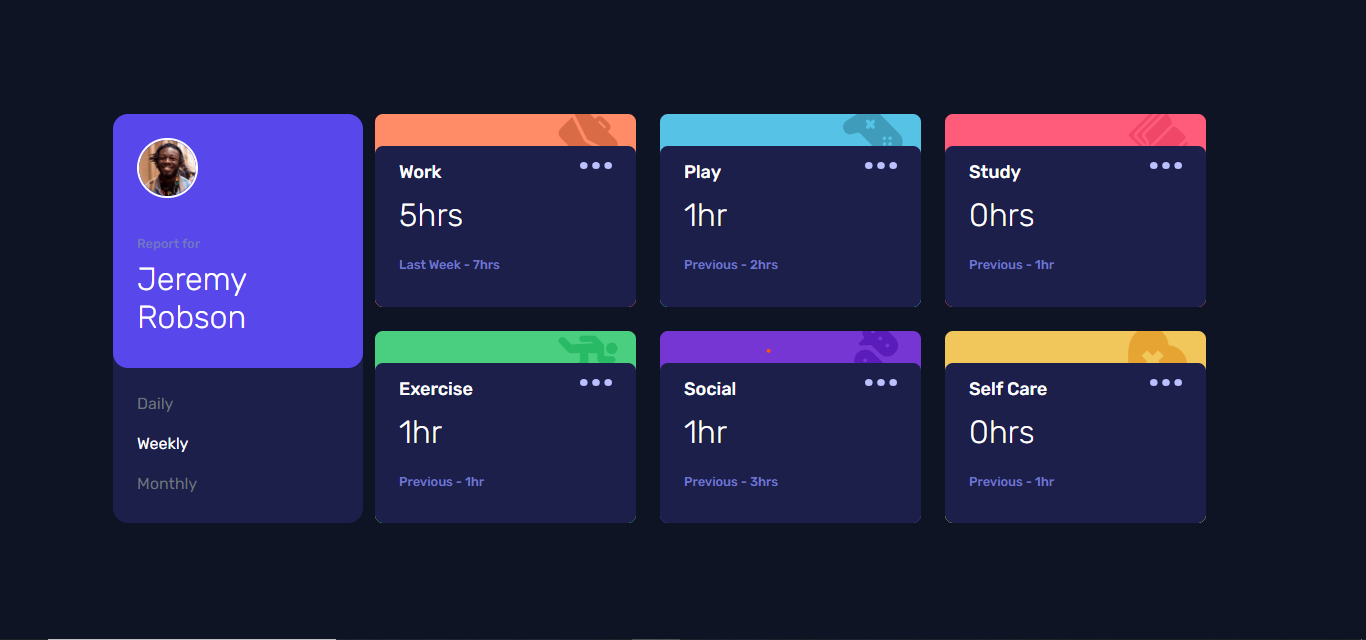 Report for
Jeremy
Robson
Daily
Weekly
Monthly
Work
5hrs
Last Week - 7hrs
Play
1hr
Previous - 2hrs
Study
0hrs
Previous - 1hr
Exercise
1hr
Previous - 1hr
Social
1hr
Previous - 3hrs
Self Care
0hrs
Previous - 1hr